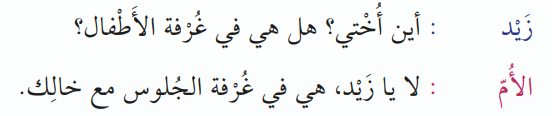 زَيْد : أين أُخْتي؟ هل هي في غُرْفة الأَطْفال؟
الأُمّ : لا يا زَيْد، هي في غُرْفة الجُلوس مع خالِك.